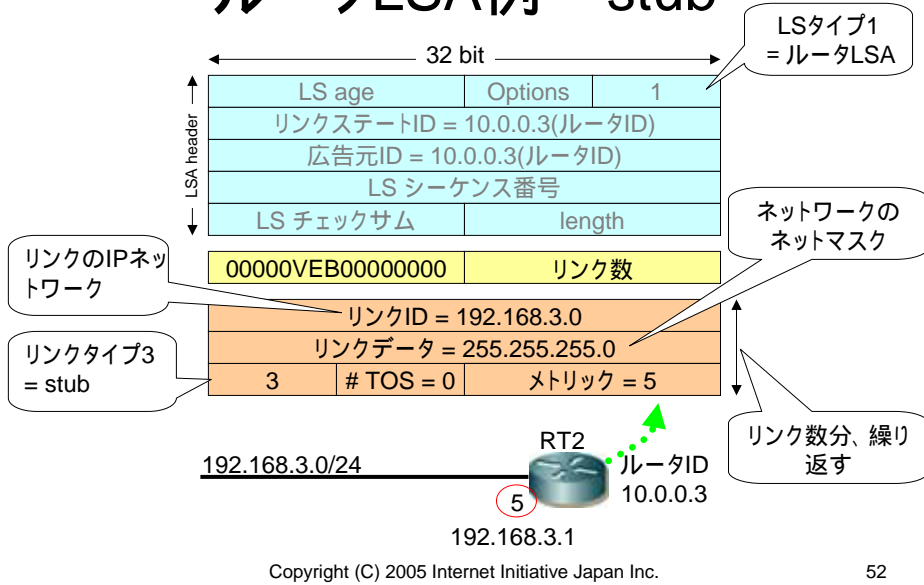 ルータLSA例 – stub
LSタイプ1
= ルータLSA
32 bit
LSA header
LS age Options 1
リンクステートID = 10.0.0.3(ルータID)
広告元ID = 10.0.0.3(ルータID)
LS シーケンス番号
LS チェックサム length
ネットワークの
ネットマスク
リンクのIPネッ
トワーク
00000VEB00000000 リンク数
リンクID = 192.168.3.0
リンクデータ = 255.255.255.0
3 # TOS = 0 メトリック = 5
リンクタイプ3
= stub
リンク数分、繰り
返す
RT2
192.168.3.0/24
ルータID
10.0.0.3
5
192.168.3.1
Copyright (C) 2005 Internet Initiative Japan Inc. 52